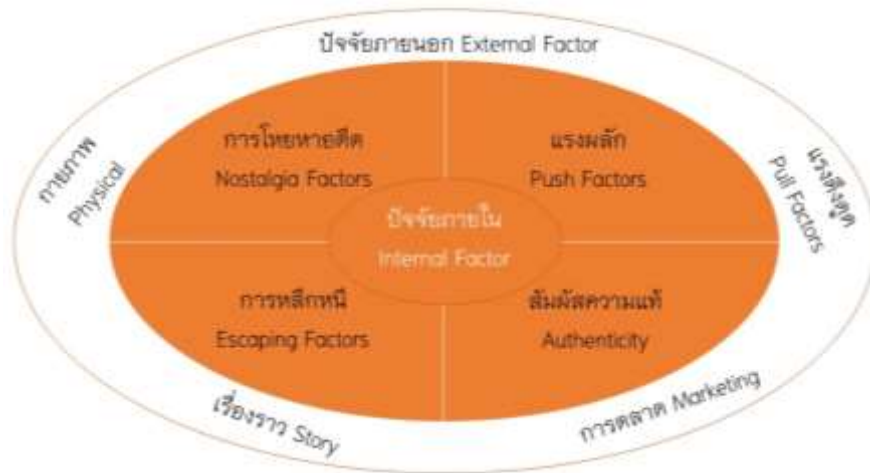 ปัจจัยภายนอก External Factor
กายภาพ
Physical
แรงดึงดูด
Pull Factors
การโหยหาอดีต
Nostalgia Factors
แรงผลัก
Push Factors
ปัจจัยภายใน
Internal Factor
การหลีกหนี
Escaping Factors
สัมผัสความแท้
Authenticity
เรื่องราว Story
การตลาด Marketing